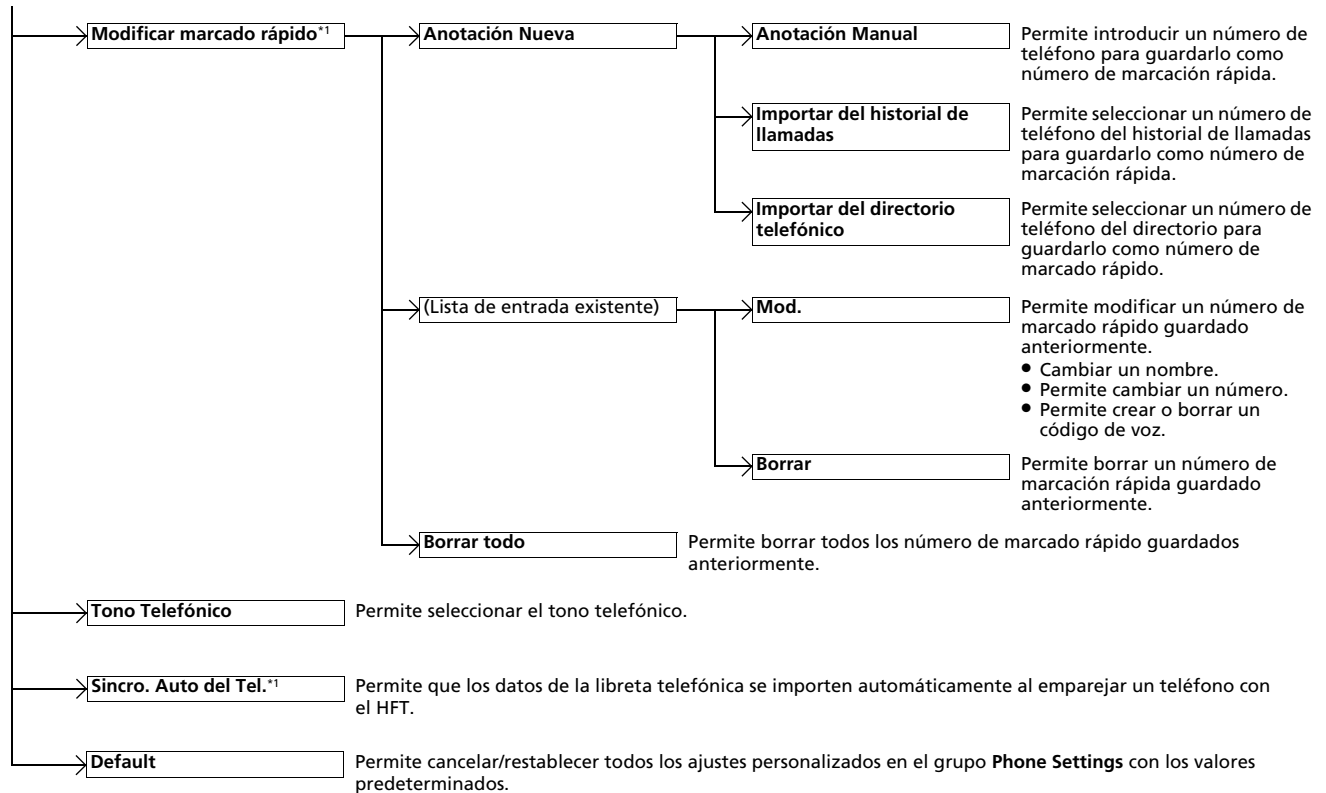 Modificar marcado rápido*1
Anotación Nueva
Anotación Manual
Permite introducir un número de
teléfono para guardarlo como
número de marcación rápida.
Importar del historial de
llamadas
Permite seleccionar un número de
teléfono del historial de llamadas
para guardarlo como número de
marcación rápida.
Importar del directorio
telefónico
Permite seleccionar un número de
teléfono del directorio para
guardarlo como número de
marcado rápido.
(Lista de entrada existente)
Mod.
Permite modificar un número de
marcado rápido guardado
anteriormente.
● Cambiar un nombre.
● Permite cambiar un número.
● Permite crear o borrar un
código de voz.
Borrar
Permite borrar un número de
marcación rápida guardado
anteriormente.
Borrar todo
Permite borrar todos los número de marcado rápido guardados
anteriormente.
Tono Telefónico
Permite seleccionar el tono telefónico.
Sincro. Auto del Tel.*1
Permite que los datos de la libreta telefónica se importen automáticamente al emparejar un teléfono con
el HFT.
Default
Permite cancelar/restablecer todos los ajustes personalizados en el grupo Phone Settings con los valores
predeterminados.